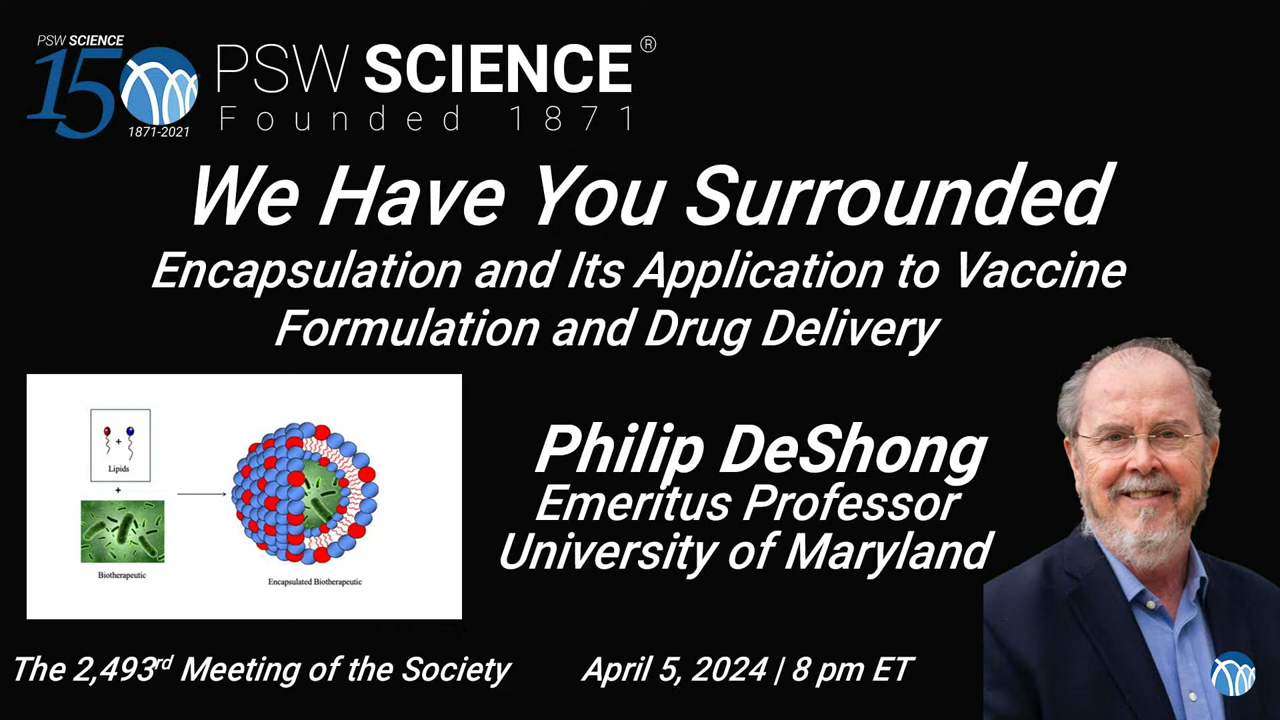 PSW SCIENCE
150
1871-2021
PSW SCIENCE®
Founded 1871
We Have You Surrounded
Encapsulation and Its Application to Vaccine
Formulation and Drug Delivery
+
Lipids
+
Biotherapeutic
Encapsulated Biotherapeutic
Philip DeShong
Emeritus Professor
University of Maryland
The 2,493rd Meeting of the Society
April 5, 2024 | 8 pm ET